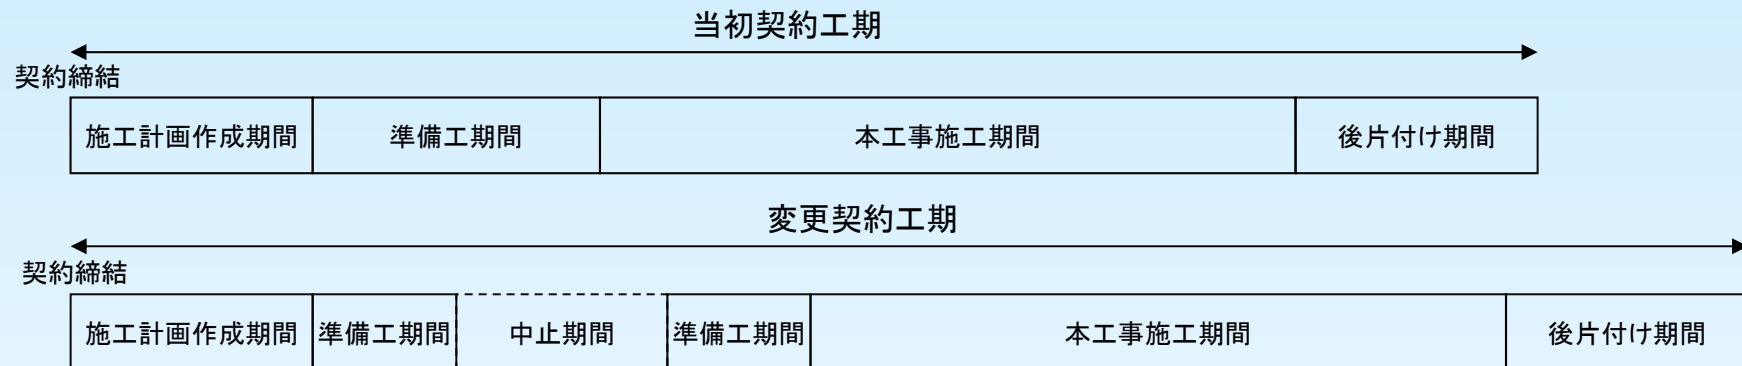 当初契約工期
契約締結
施工計画作成期間 準備工期間 本工事施工期間 後片付け期間
変更契約工期
契約締結
施工計画作成期間 準備工期間 中止期間 準備工期間 本工事施工期間 後片付け期間